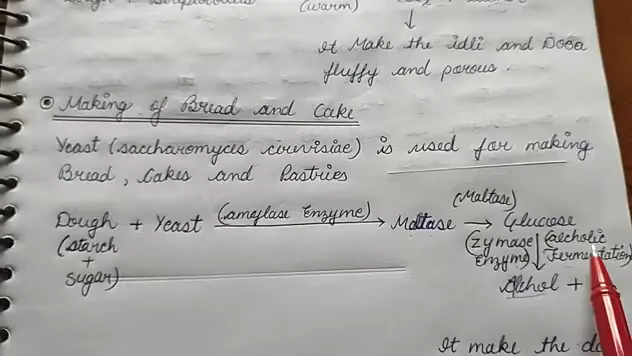 (warm)
It Make the idli and Dosa
fluffy and porous.
Making of Bread and Cake
Yeast (saccharomyces cirivisiae) is used for making
Bread, Cakes and Pastries
(Maltase)
Dough + Yeast (amylase Enzyme) → Maltase → Glucose
(starch + sugar)
(Zymase Enzyme) ↓ (alcholic Fermentation)
Alchol +
It make the